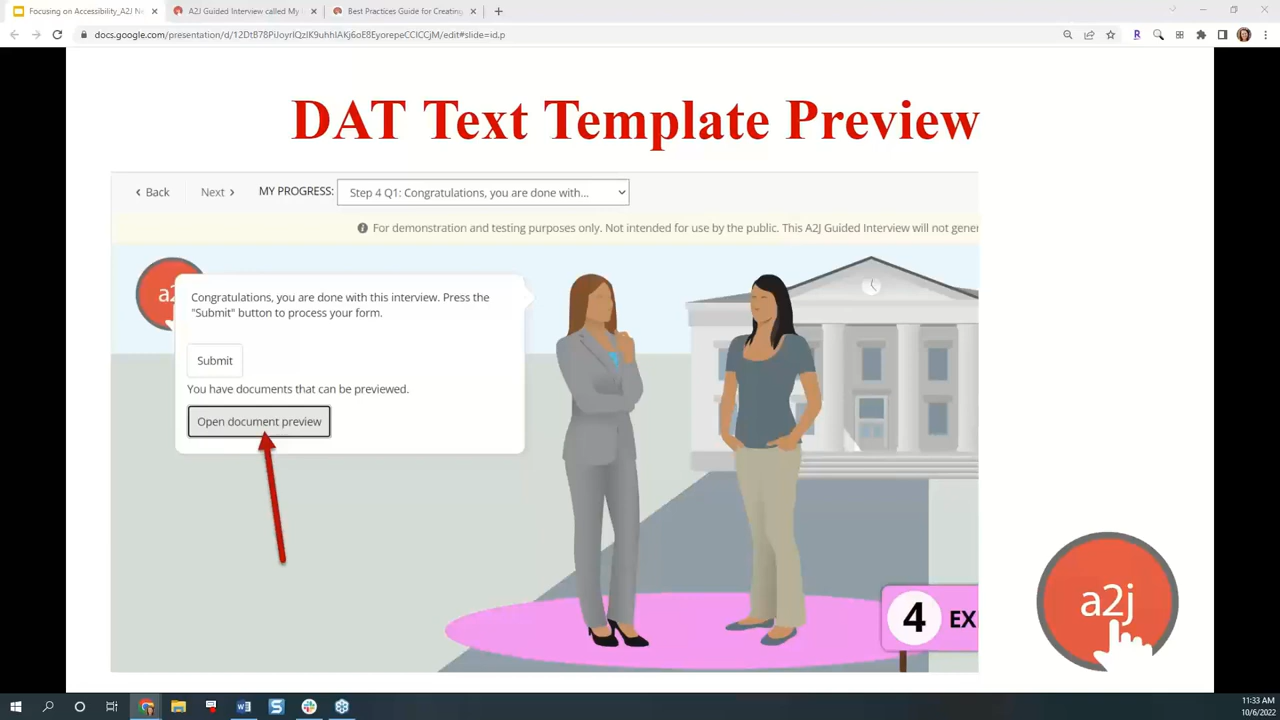 Focusing on Accessibility_A2J Ne
A2J Guided Interview called My
Best Practices Guide for Creating
docs.google.com/presentation/d/12DtB78PiJoyrlQzIK9uhhIAKj6oE8EyorepeCCICCjM/edit#slide=id.p
R
DAT Text Template Preview
Back
Next
MY PROGRESS:
Step 4 Q1: Congratulations, you are done with...
For demonstration and testing purposes only. Not intended for use by the public. This A2J Guided Interview will not gener
Congratulations, you are done with this interview. Press the
"Submit" button to process your form.
Submit
You have documents that can be previewed.
Open document preview
4 EX
a2j
11:33 AM
10/6/2022